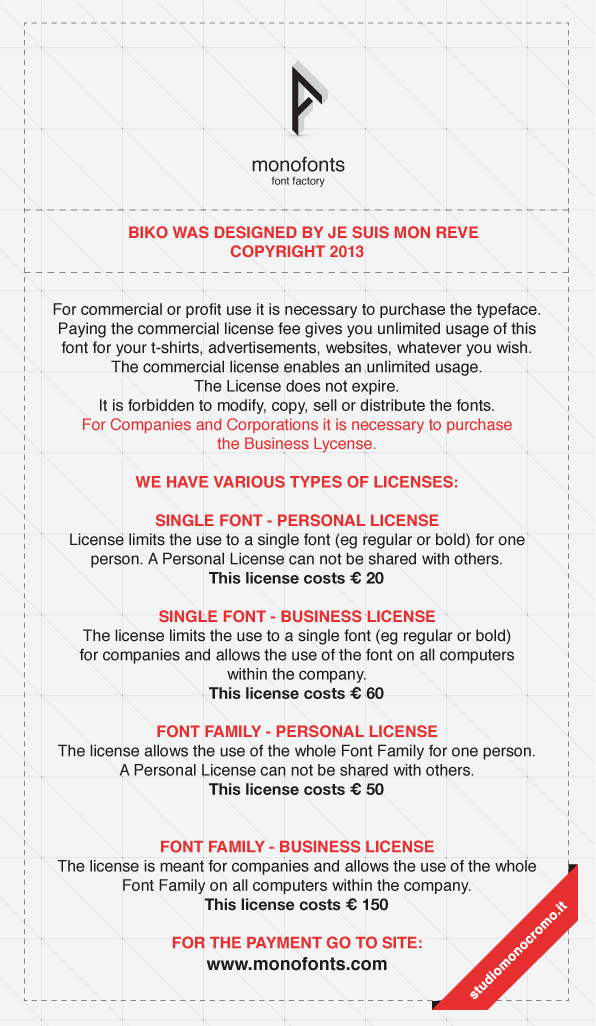 monofonts
font factory
BIKO WAS DESIGNED BY JE SUIS MON REVE
COPYRIGHT 2013
For commercial or profit use it is necessary to purchase the typeface.
Paying the commercial license fee gives you unlimited usage of this
font for your t-shirts, advertisements, websites, whatever you wish.
The commercial license enables an unlimited usage.
The License does not expire.
It is forbidden to modify, copy, sell or distribute the fonts.
For Companies and Corporations it is necessary to purchase
the Business Lycense.
WE HAVE VARIOUS TYPES OF LICENSES:
SINGLE FONT - PERSONAL LICENSE
License limits the use to a single font (eg regular or bold) for one
person. A Personal License can not be shared with others.
This license costs € 20
SINGLE FONT - BUSINESS LICENSE
The license limits the use to a single font (eg regular or bold)
for companies and allows the use of the font on all computers
within the company.
This license costs € 60
FONT FAMILY - PERSONAL LICENSE
The license allows the use of the whole Font Family for one person.
A Personal License can not be shared with others.
This license costs € 50
FONT FAMILY - BUSINESS LICENSE
The license is meant for companies and allows the use of the whole
Font Family on all computers within the company.
This license costs € 150
FOR THE PAYMENT GO TO SITE:
www.monofonts.com
studiomonocromo.it